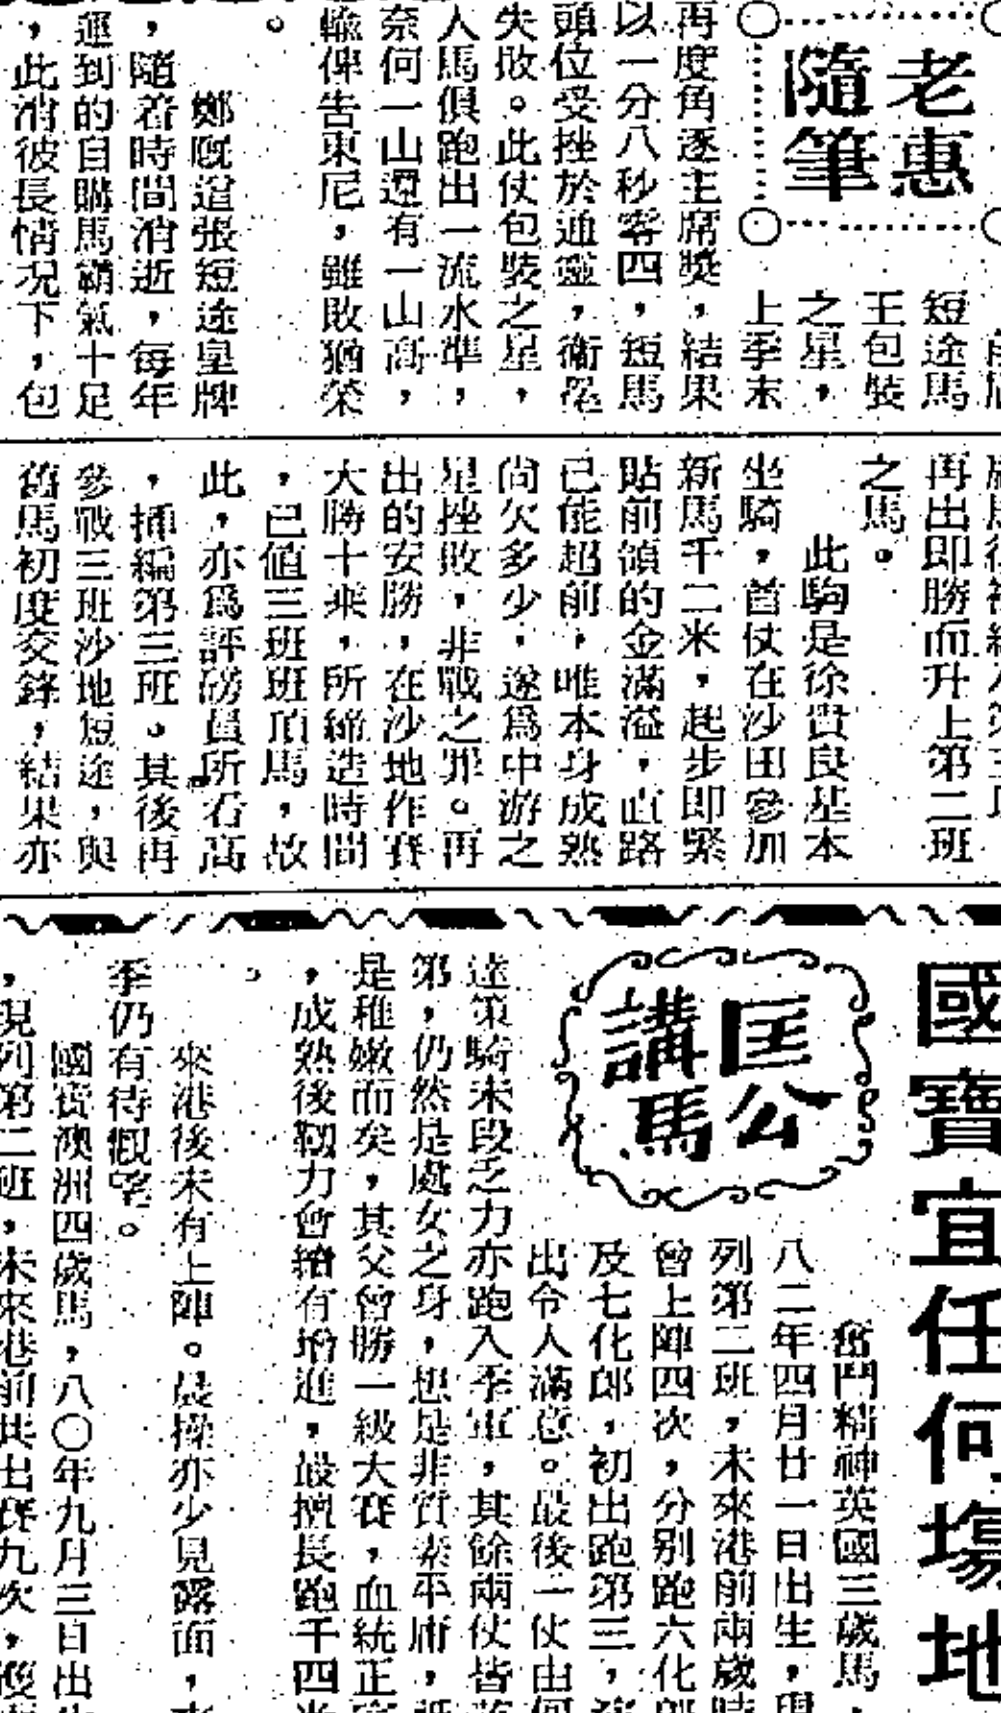 老惠
隨筆
短途馬
王包裝
之星，
上季末
再度角逐主席獎，結果
以一分八秒零四，短馬
頭位受挫於通靈，衞冕
失敗。此仗包裝之星，
人馬俱跑出一流水準，
奈何一山還有一山高，
輸俾告東尼，雖敗猶榮
。
鄭旣道張短途皇牌
，隨着時間消逝，每年
運到的自購馬霸氣十足
，此消彼長情况下，包
再出即勝而升上第二班
之馬。
此駒是徐貴良基本
坐騎，首仗在沙田參加
新馬千二米，起步即緊
貼前領的金滿溢，直路
已能超前，唯本身成熟
尚欠多少，遂爲中游之
星挫敗，非戰之罪。再
出的安勝，在沙地作賽
大勝十乘，所締造時間
，已值三班班頂馬，故
此，亦爲評磅員所看高
，插編第三班。其後再
參戰三班沙地短途，與
舊馬初度交鋒，結果亦
國寶宜任何塲地
匡公
講馬
奮鬥精神英國三歲馬，
八二年四月廿一日出生，現
列第二班，未來港前兩歲時
曾上陣四次，分別跑六化郎
及七化郎，初出跑第三，
出令人滿意。最後一仗由何
達策騎未段乏力亦跑入季軍，其餘兩仗皆
第，仍然是處女之身，想是非質素平庸，祇
是稚嫩而矣，其父曾勝一級大賽，血統正
，成熟後韌力會續有增進，最擅長跑千四米
。
來港後未有上陣。晨操亦少見露面，
季仍有待觀望。
國寶澳洲四歲馬，八〇年九月三日出
，現列第二班，未來港前共出賽九次，